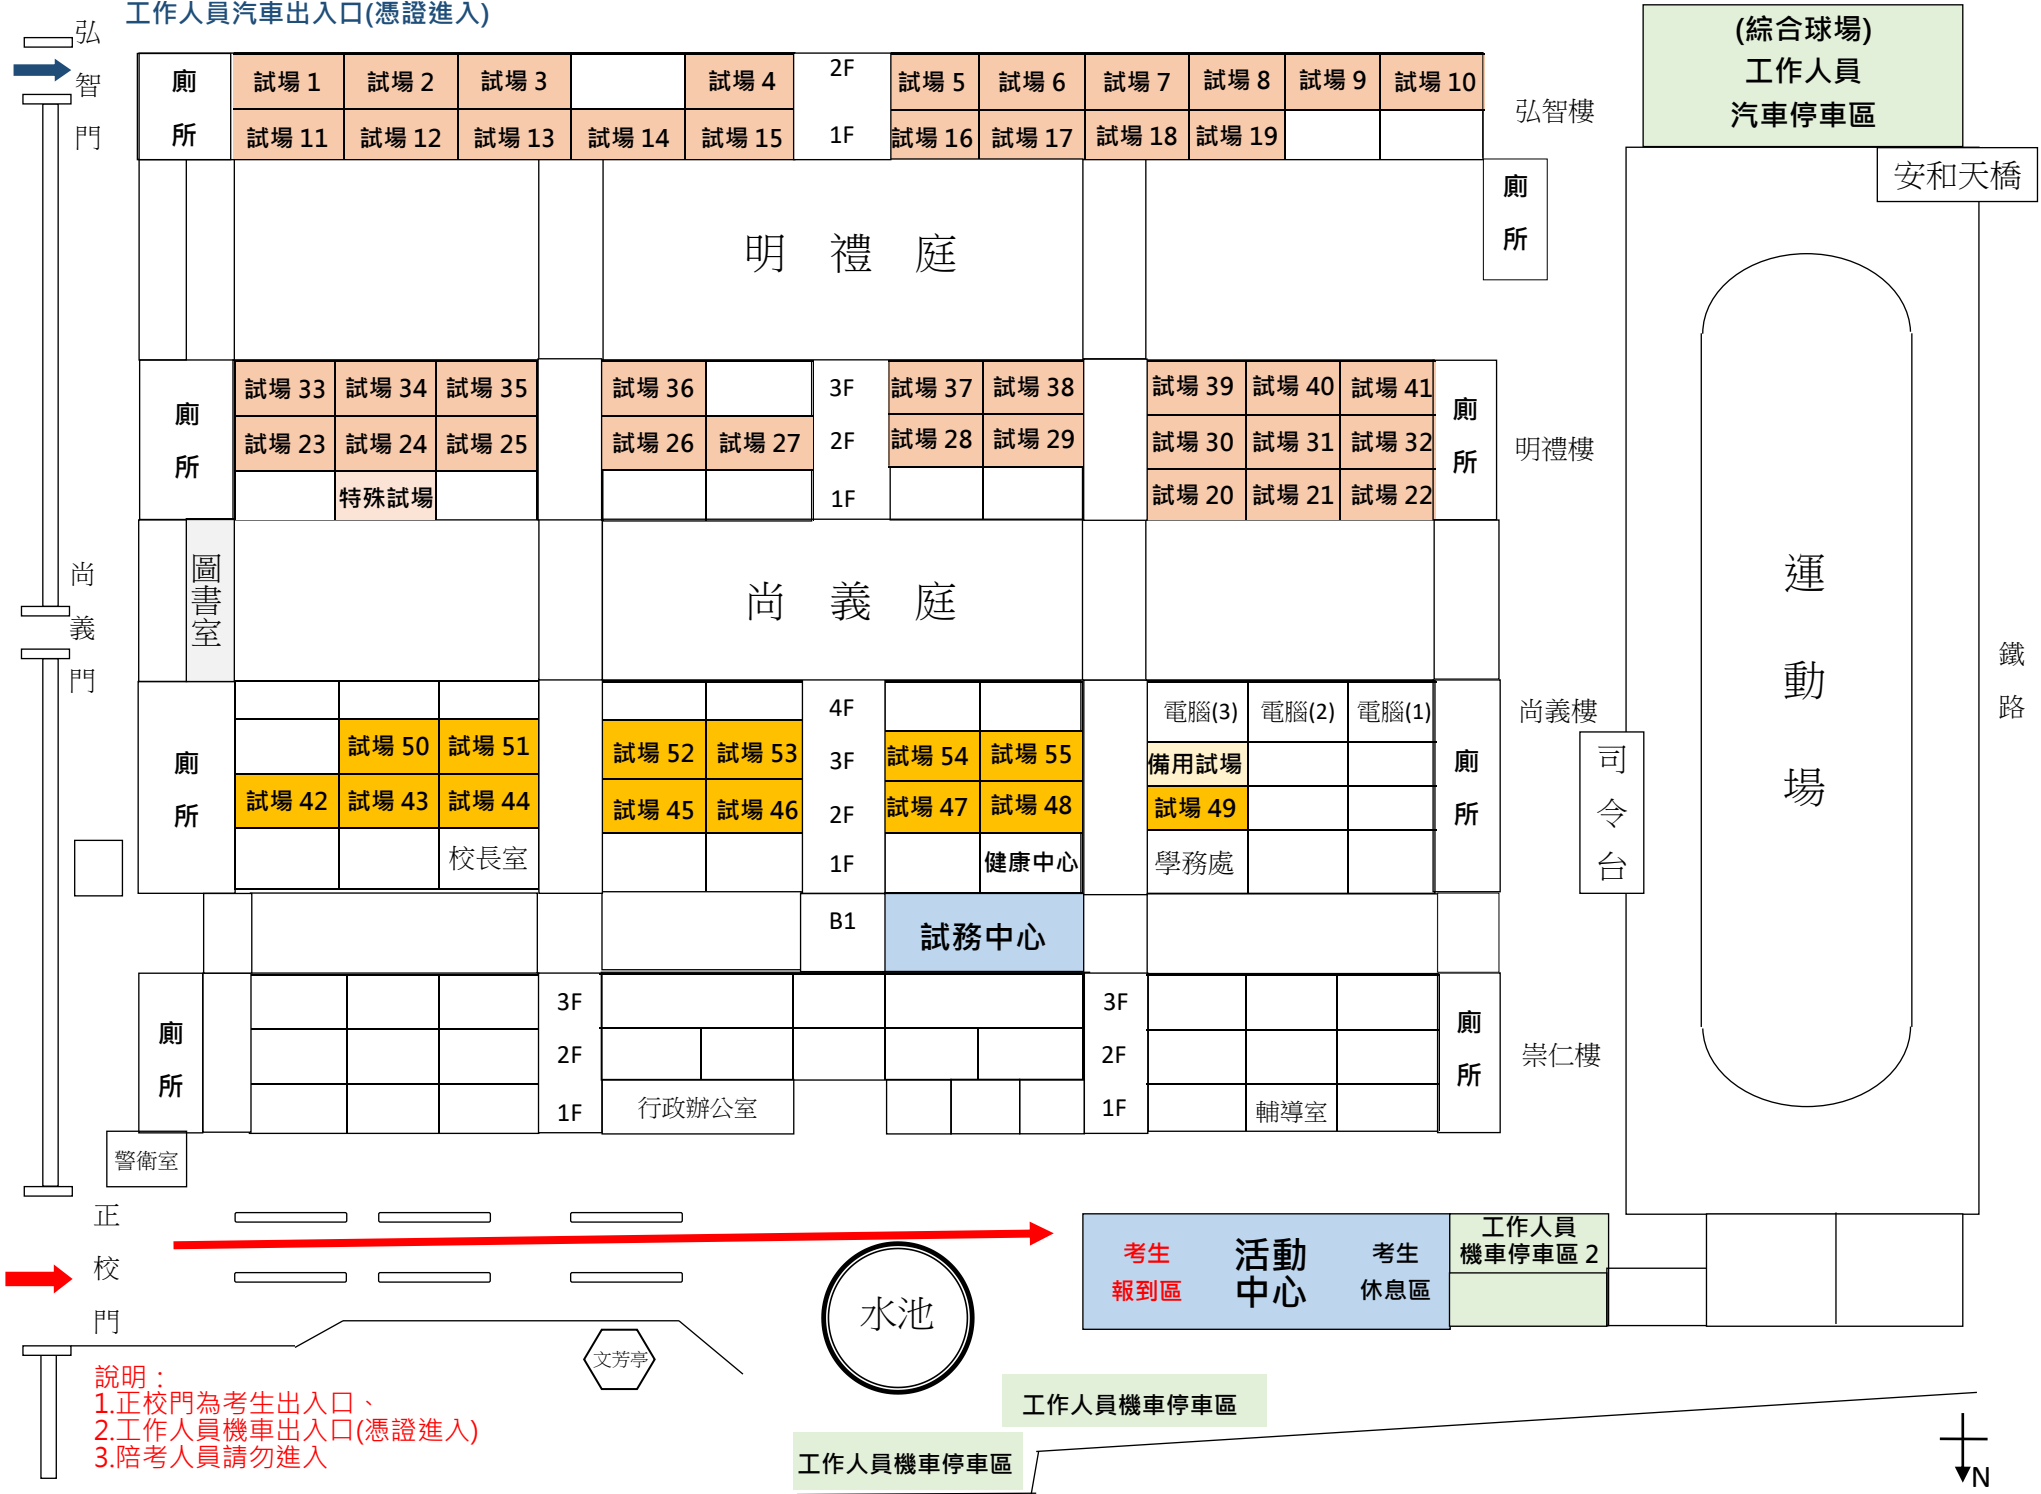 工作人員汽車出入口(憑證進入)
弘智門
(綜合球場)
工作人員
汽車停車區
廁所
試場 1 試場 2 試場 3 試場 4 2F 試場 5 試場 6 試場 7 試場 8 試場 9 試場 10
試場 11 試場 12 試場 13 試場 14 試場 15 1F 試場 16 試場 17 試場 18 試場 19
弘智樓
安和天橋
廁所
明禮庭
廁所
試場 33 試場 34 試場 35 試場 36 3F 試場 37 試場 38 試場 39 試場 40 試場 41
試場 23 試場 24 試場 25 試場 26 試場 27 2F 試場 28 試場 29 試場 30 試場 31 試場 32
特殊試場 1F 試場 20 試場 21 試場 22
廁所
明禮樓
尚義門
圖書室
尚義庭
運動場
鐵路
廁所
4F 電腦(3) 電腦(2) 電腦(1)
試場 50 試場 51 試場 52 試場 53 3F 試場 54 試場 55 備用試場
試場 42 試場 43 試場 44 試場 45 試場 46 2F 試場 47 試場 48 試場 49
校長室 1F 健康中心 學務處
廁所
尚義樓
司令台
B1 試務中心
廁所
3F 3F
2F 2F
1F 行政辦公室 1F 輔導室
廁所
崇仁樓
警衛室
正校門
考生
報到區
活動
中心
考生
休息區
工作人員
機車停車區 2
水池
文芳亭
說明：
1.正校門為考生出入口、
2.工作人員機車出入口(憑證進入)
3.陪考人員請勿進入
工作人員機車停車區
工作人員機車停車區
N